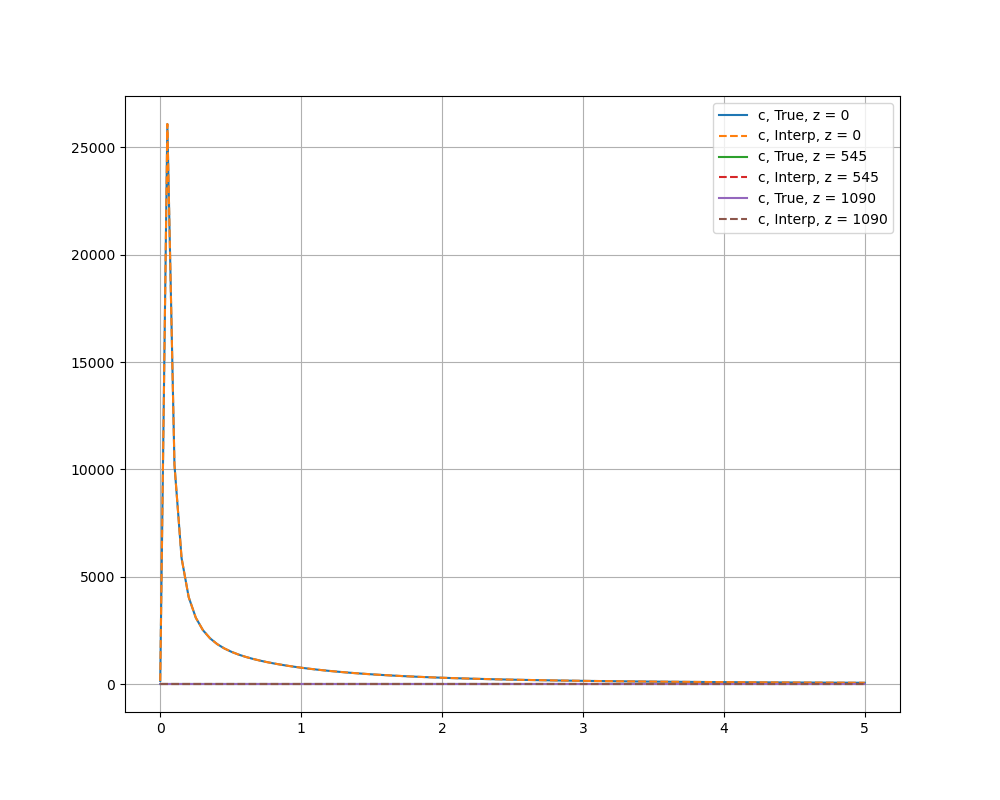 c, True, z = 0
c, Interp, z = 0
c, True, z = 545
c, Interp, z = 545
c, True, z = 1090
c, Interp, z = 1090
25000
20000
15000
10000
5000
0
0 1 2 3 4 5